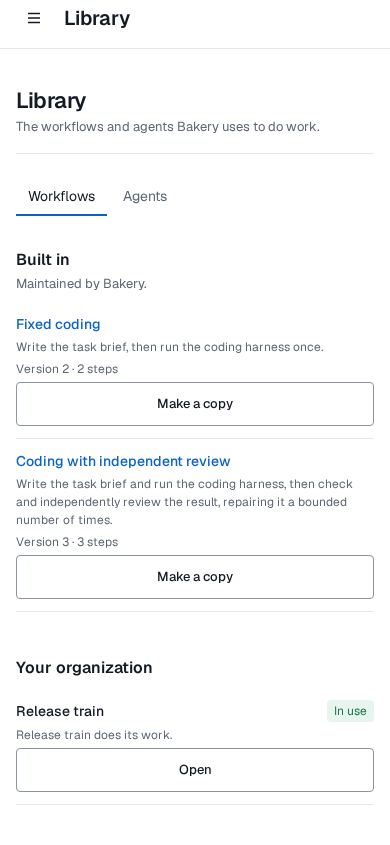 Library
Library
The workflows and agents Bakery uses to do work.
Workflows
Agents
Built in
Maintained by Bakery.
Fixed coding
Write the task brief, then run the coding harness once.
Version 2 · 2 steps
Make a copy
Coding with independent review
Write the task brief and run the coding harness, then check
and independently review the result, repairing it a bounded
number of times.
Version 3 · 3 steps
Make a copy
Your organization
Release train
In use
Release train does its work.
Open